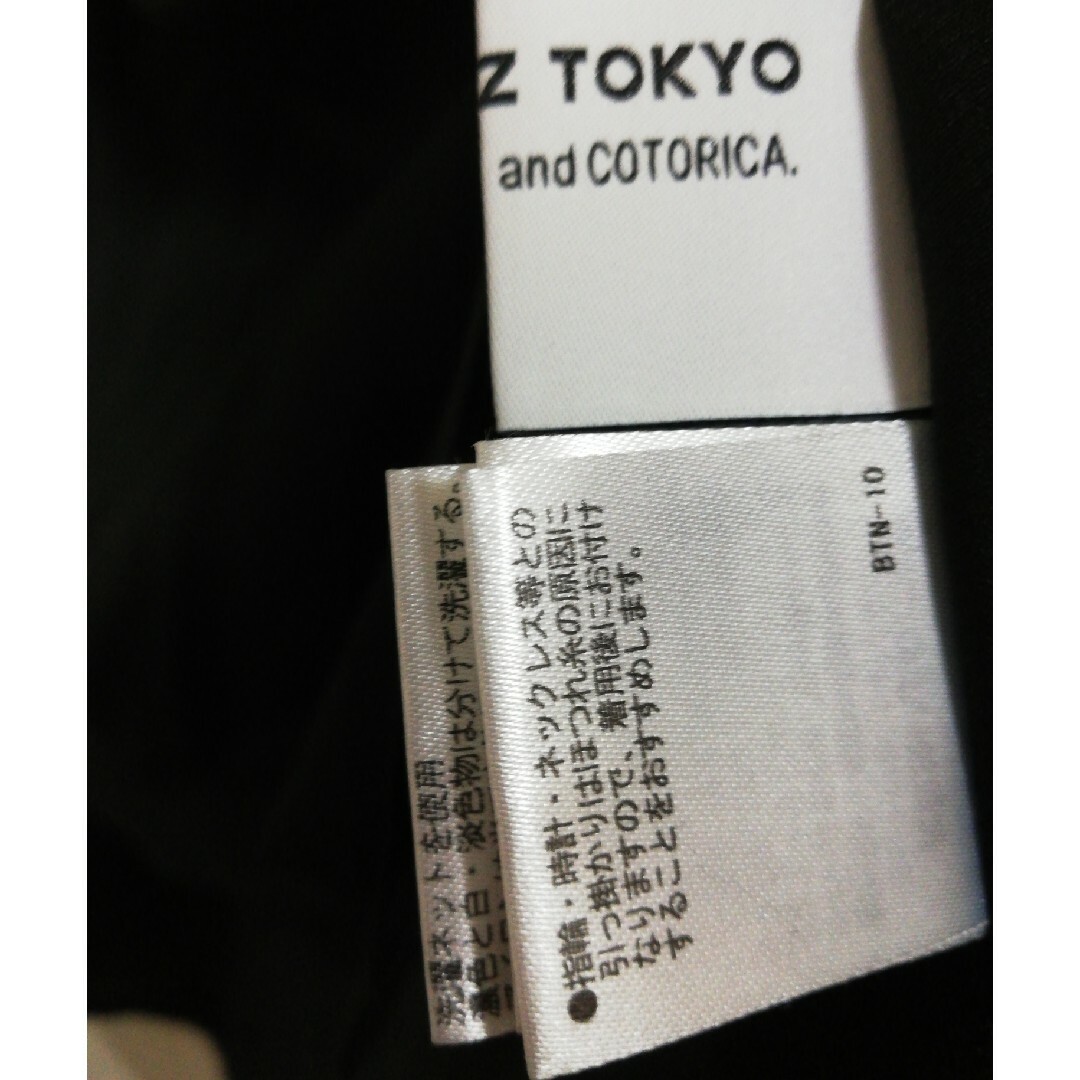 Z TOKYO
and COTORICA.
BTN-10
●指輪・時計・ネックレス等との
引っ掛かりはほつれ糸の原因に
なりますので、着用後にお付け
することをおすすめします。
洗濯ネットを使用
濃色と白・淡色物は分けて洗濯する。